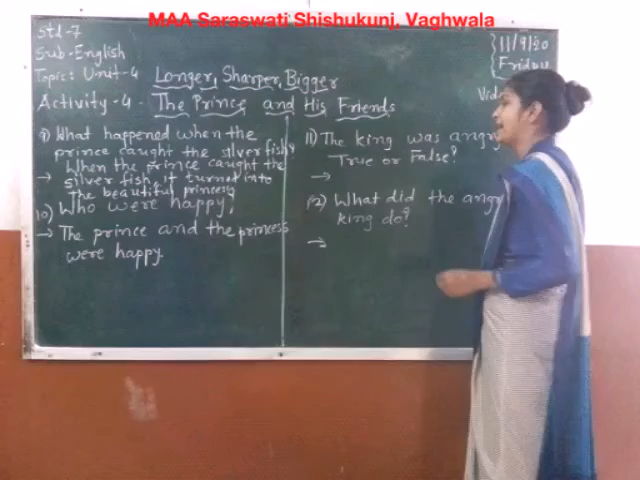 MAA Saraswati Shishukunj, Vaghwala
Std-7
Sub-English
Topic: Unit-4 Longer, Sharper, Bigger
Activity-4 - The Prince and His Friends
11/9/20
Friday
9) What happened when the
prince caught the silver fish?
→ When the prince caught the
silver fish, it turned into
the beautiful princess
10) Who were happy?
→ The prince and the princess
were happy.
11) The king was angry
True or False?
→
12) What did the angry
king do?
→